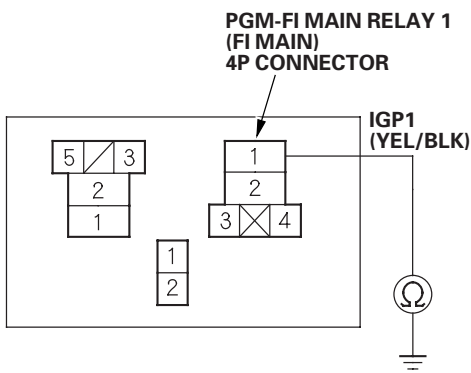 PGM-FI MAIN RELAY 1
(FI MAIN)
4P CONNECTOR
IGP1
(YEL/BLK)
5 3
2
1
1
2
3 4
1
2
Ω